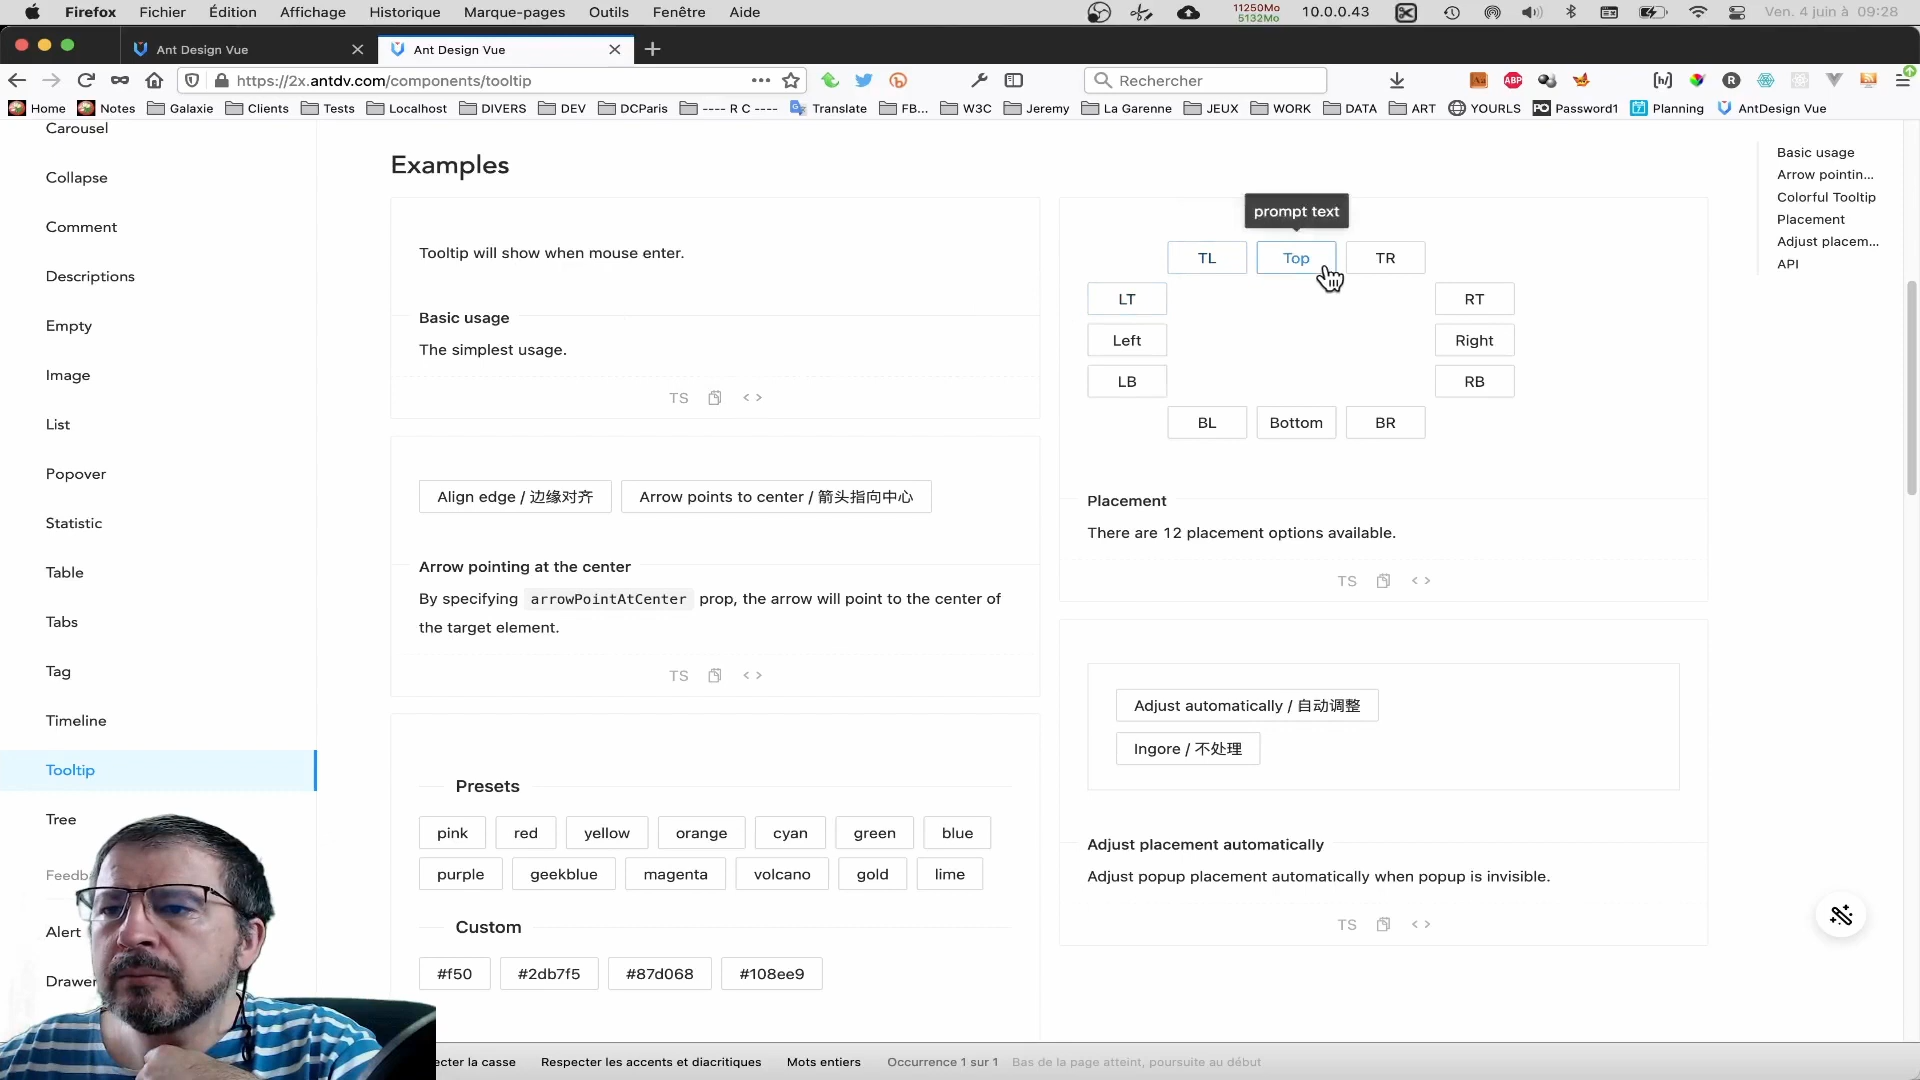 Firefox Fichier Édition Affichage Historique Marque-pages Outils Fenêtre Aide 11250Mo 5132Mo 10.0.0.43 Ven. 4 juin à 09:28
Ant Design Vue Ant Design Vue
https://2x.antdv.com/components/tooltip Rechercher ABP
Home Notes Galaxie Clients Tests Localhost DIVERS DEV DCParis ---- R C ---- Translate FB... W3C Jeremy La Garenne JEUX WORK DATA ART YOURLS Password1 Planning AntDesign Vue
Carousel
Collapse
Comment
Descriptions
Empty
Image
List
Popover
Statistic
Table
Tabs
Tag
Timeline
Tooltip
Tree
Feedba
Alert
Drawer
Examples
Tooltip will show when mouse enter.
Basic usage
The simplest usage.
TS < >
Align edge / 边缘对齐 Arrow points to center / 箭头指向中心
Arrow pointing at the center
By specifying arrowPointAtCenter prop, the arrow will point to the center of
the target element.
TS < >
Presets
pink red yellow orange cyan green blue
purple geekblue magenta volcano gold lime
Custom
#f50 #2db7f5 #87d068 #108ee9
prompt text
TL Top TR
LT RT
Left Right
LB RB
BL Bottom BR
Placement
There are 12 placement options available.
TS < >
Adjust automatically / 自动调整
Ingore / 不处理
Adjust placement automatically
Adjust popup placement automatically when popup is invisible.
TS < >
Basic usage
Arrow pointin...
Colorful Tooltip
Placement
Adjust placem...
API
ecter la casse Respecter les accents et diacritiques Mots entiers Occurrence 1 sur 1 Bas de la page atteint, poursuite au début